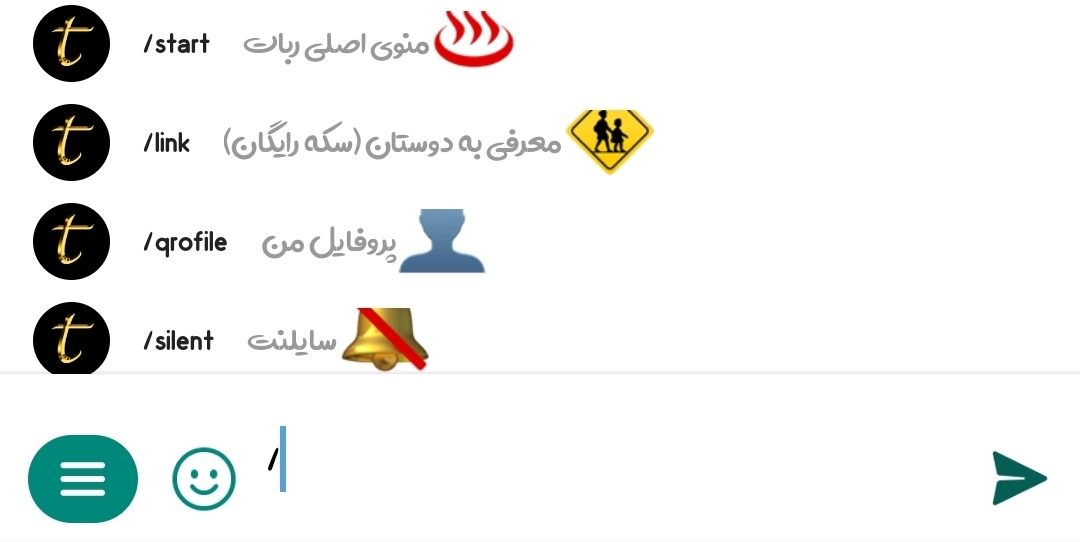 /start منوی اصلی ربات
/link معرفی به دوستان (سکه رایگان)
/qrofile پروفایل من
/silent سایلنت
/